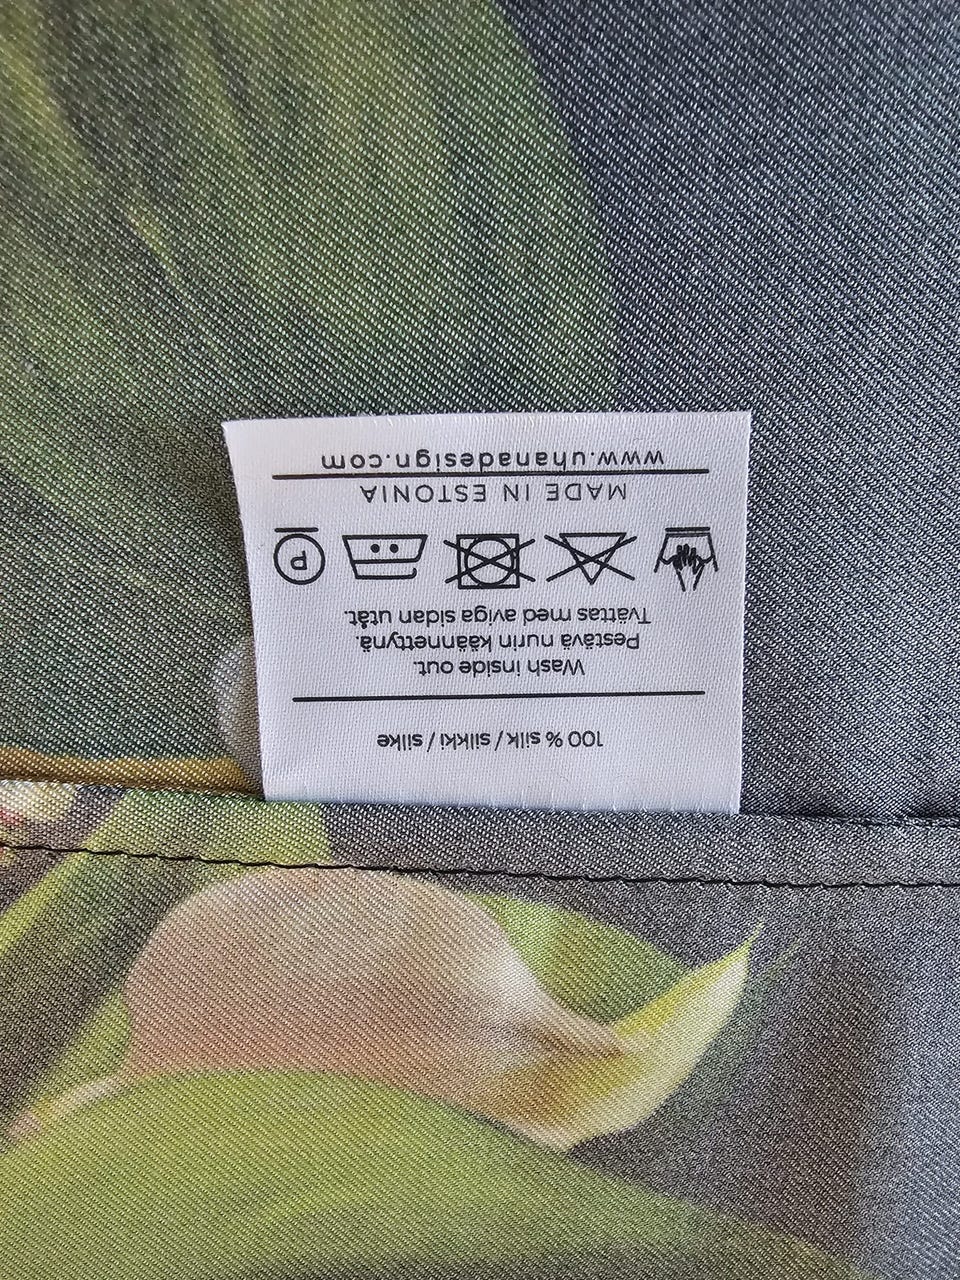 100 % silk / silkki / silke
Wash inside out.
Pestävä nurin käännettynä.
Tvättas med aviga sidan utåt.
P
MADE IN ESTONIA
www.uhanadesign.com